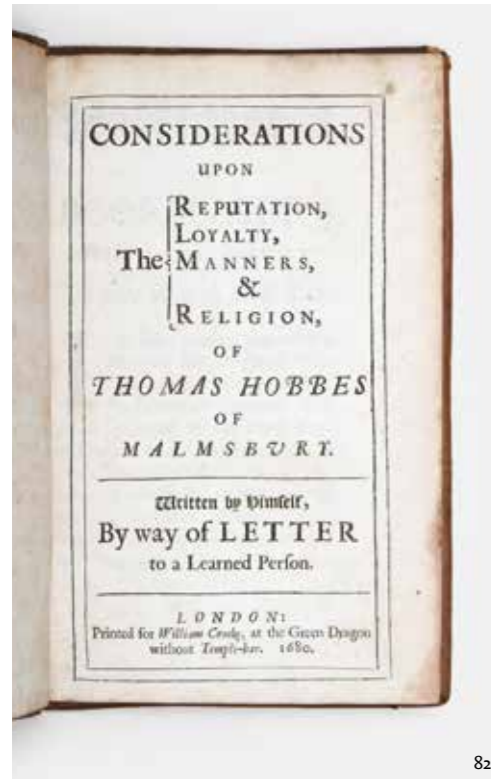 CONSIDERATIONS
UPON
REPUTATION,
LOYALTY,
The MANNERS,
&
RELIGION,
OF
THOMAS HOBBES
OF
MALMSBURY.
Written by Himſelf,
By way of LETTER
to a Learned Perſon.
LONDON:
Printed for William Crooke, at the Green Dragon
without Temple-bar. 1680.
82